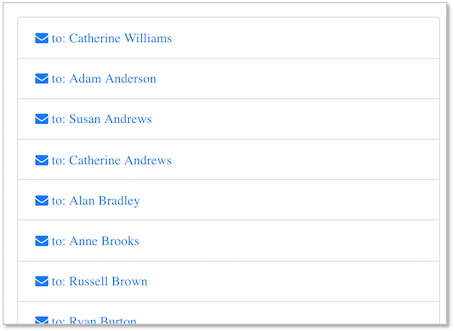 to: Catherine Williams
to: Adam Anderson
to: Susan Andrews
to: Catherine Andrews
to: Alan Bradley
to: Anne Brooks
to: Russell Brown
to: Ryan Burton